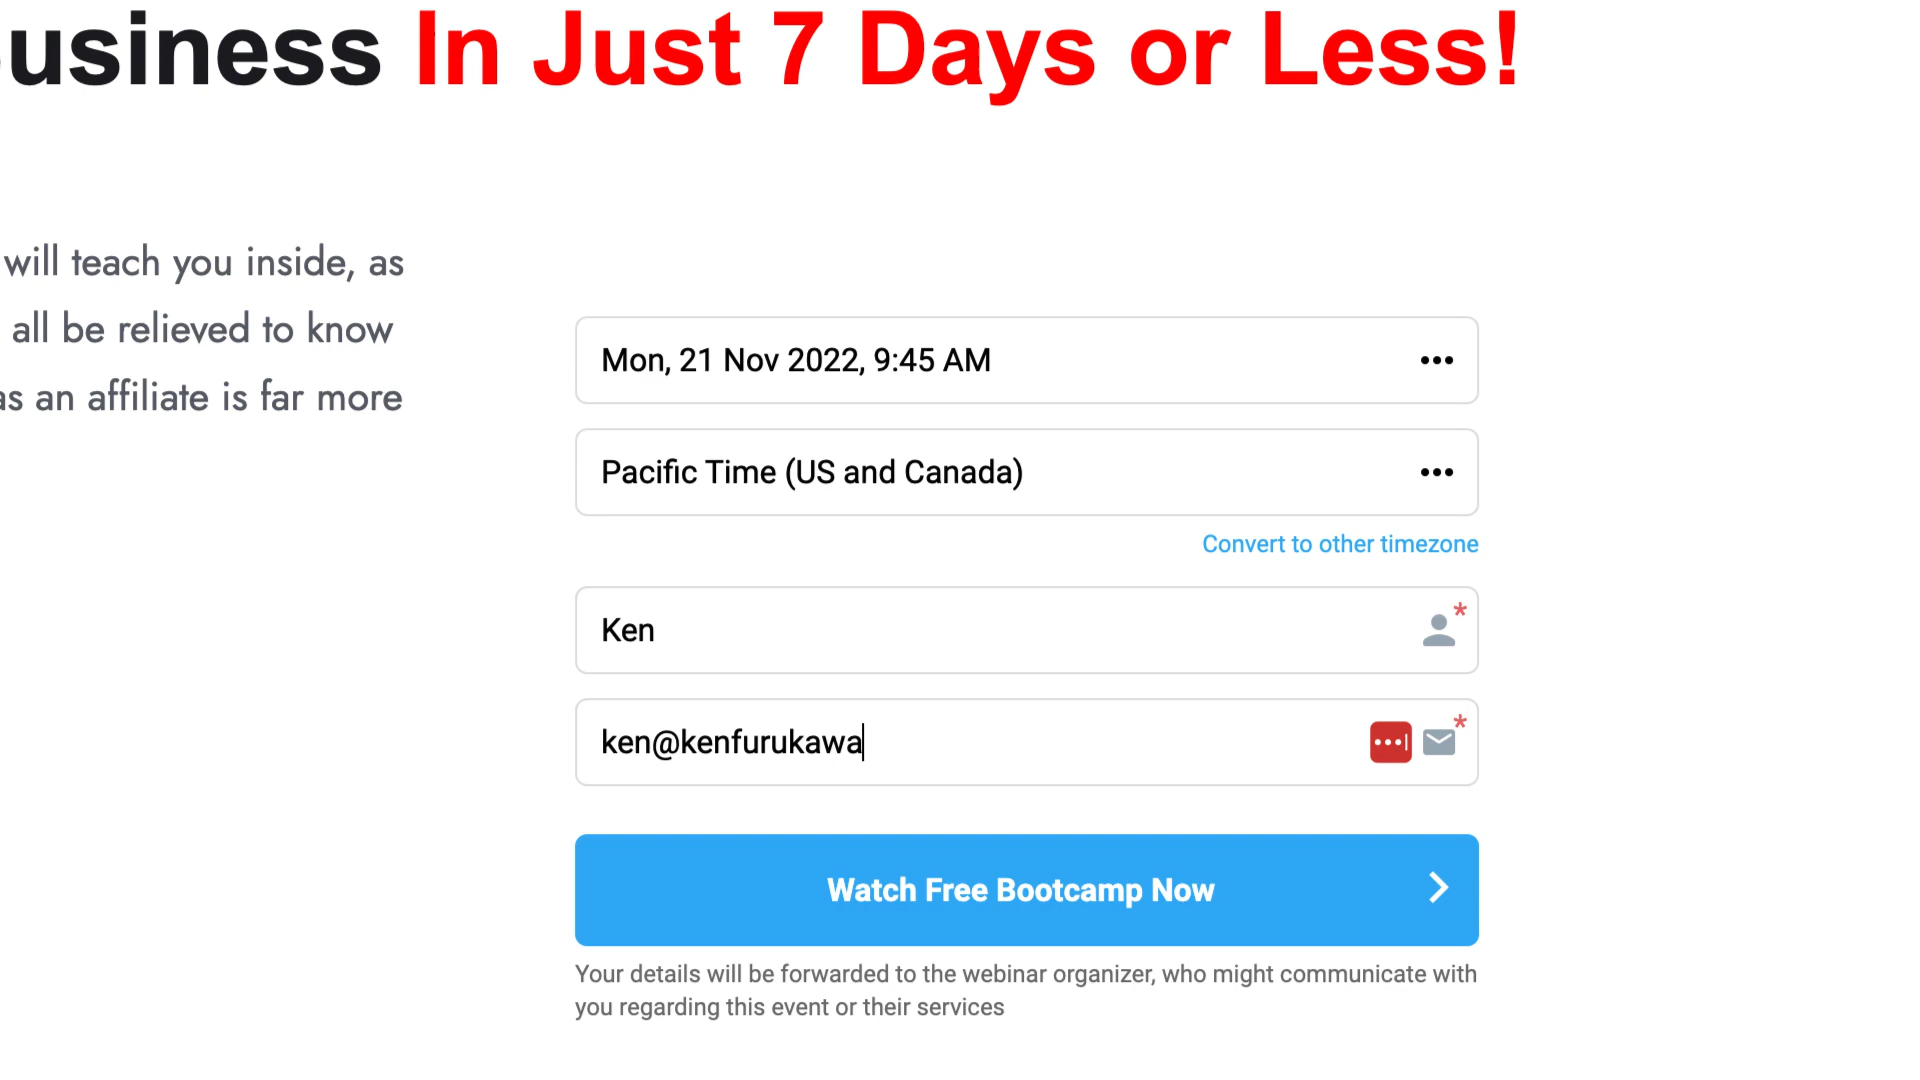 usiness In Just 7 Days or Less!
will teach you inside, as
all be relieved to know
as an affiliate is far more
Mon, 21 Nov 2022, 9:45 AM
Pacific Time (US and Canada)
Convert to other timezone
Ken
*
ken@kenfurukawa
*
Watch Free Bootcamp Now
Your details will be forwarded to the webinar organizer, who might communicate with
you regarding this event or their services